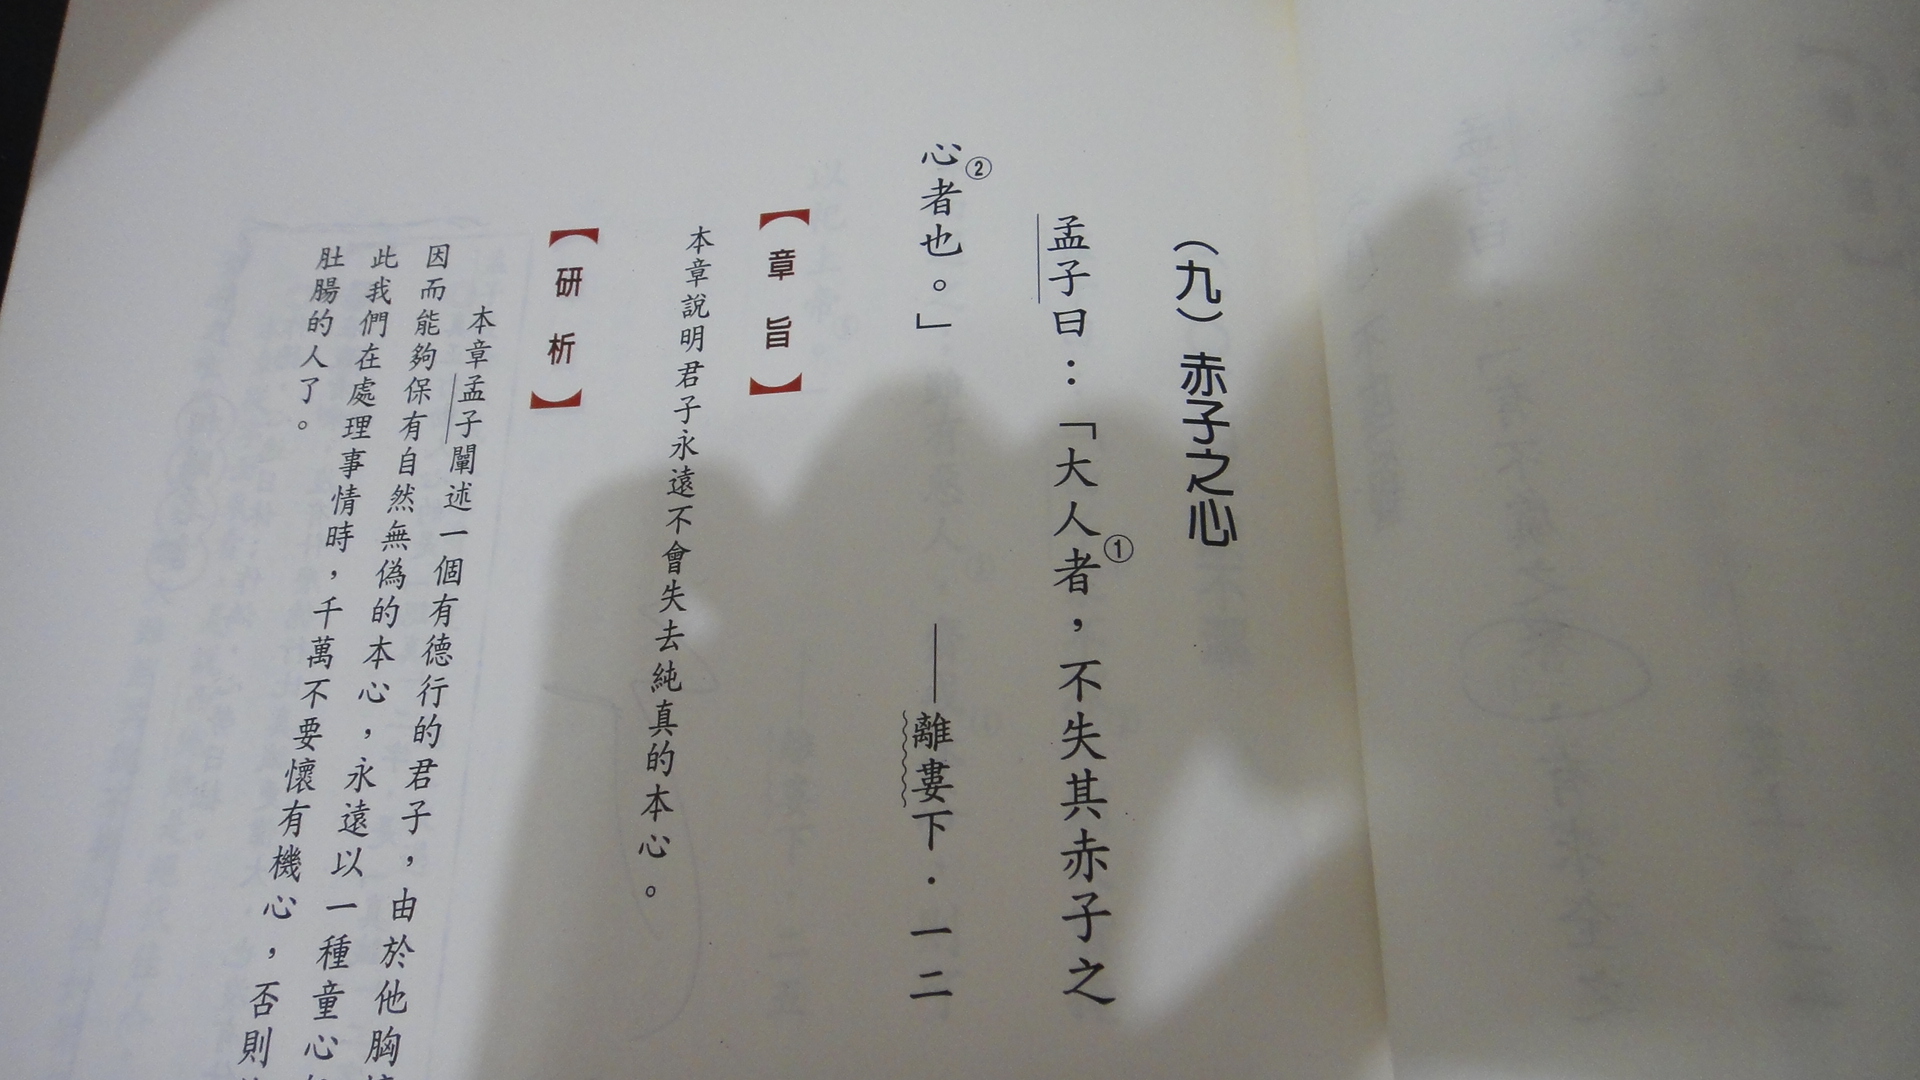 (九)赤子之心
孟子曰：「大人者①，不失其赤子之
心②者也。」——離婁下．一二
【章旨】
本章說明君子永遠不會失去純真的本心。
【研析】
本章孟子闡述一個有德行的君子，由於他胸
因而能夠保有自然無偽的本心，永遠以一種童心
此我們在處理事情時，千萬不要懷有機心，否則
肚腸的人了。